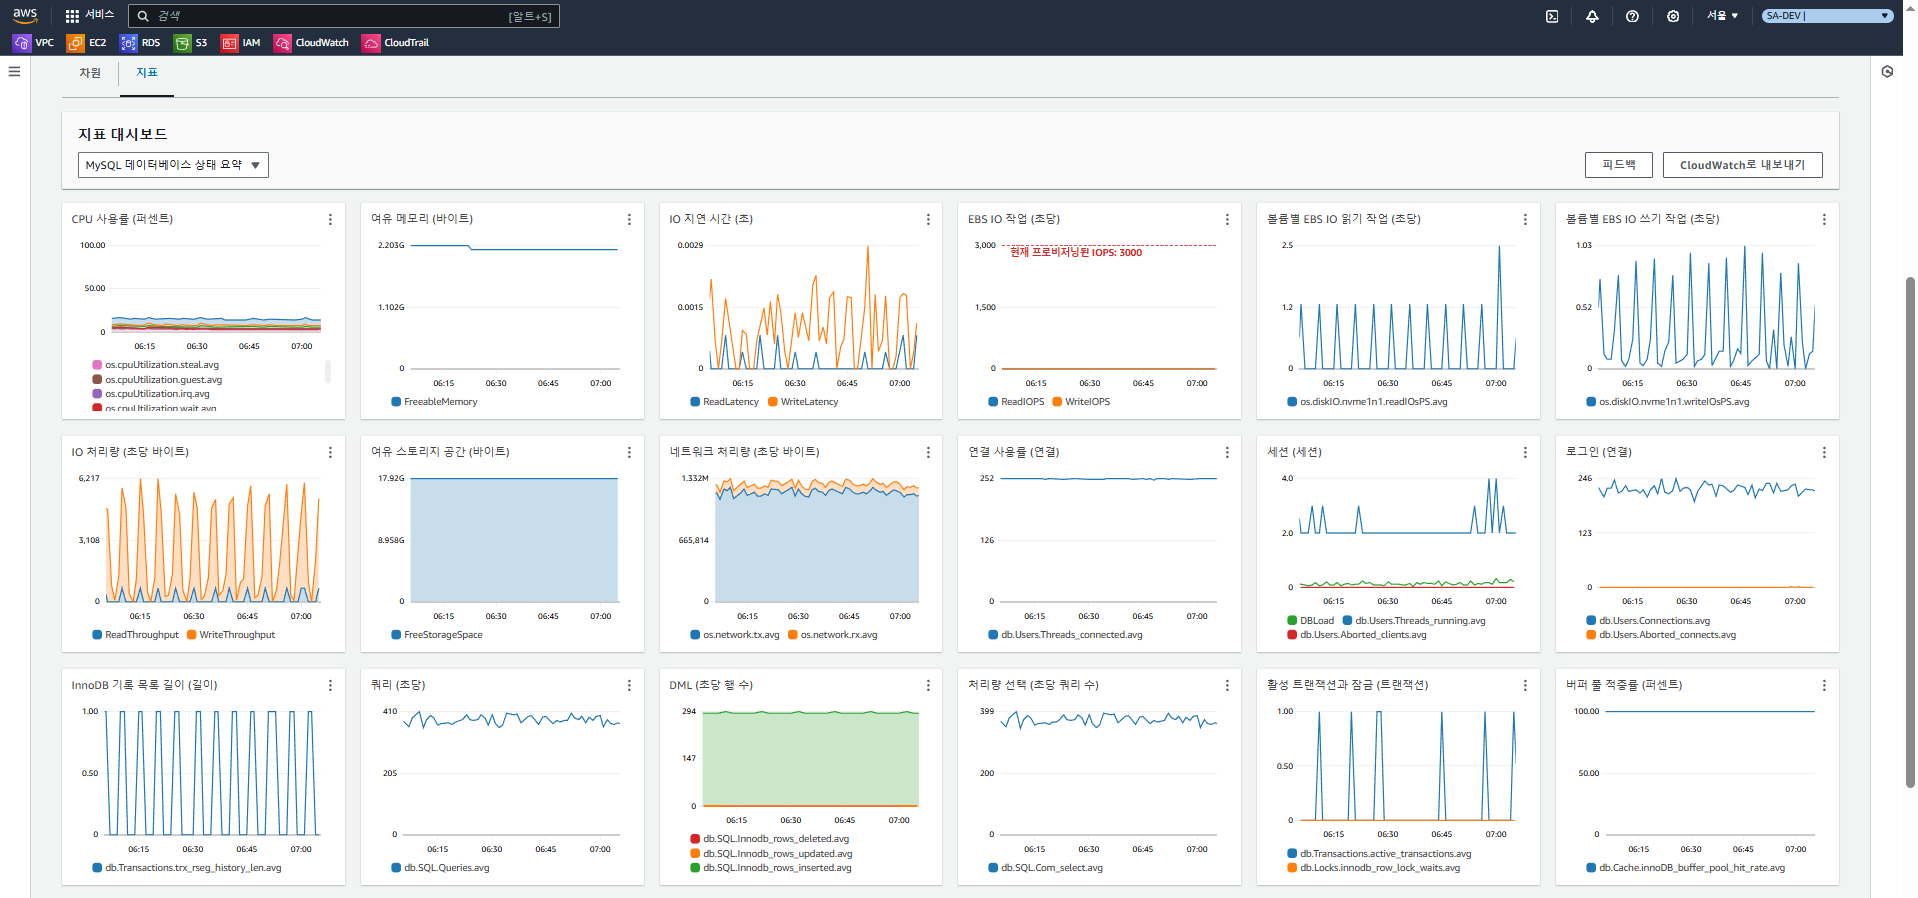 aws
서비스
검색
[알트+S]
서울 ▼
SA-DEV |
VPC
EC2
RDS
S3
IAM
CloudWatch
CloudTrail
차원
지표
지표 대시보드
MySQL 데이터베이스 상태 요약
피드백
CloudWatch로 내보내기
CPU 사용률 (퍼센트)
100.00
50.00
0
06:15 06:30 06:45 07:00
os.cpuUtilization.steal.avg
os.cpuUtilization.guest.avg
os.cpuUtilization.irq.avg
os.cpuUtilization.wait.avg
여유 메모리 (바이트)
2.203G
1.102G
0
06:15 06:30 06:45 07:00
FreeableMemory
IO 지연 시간 (초)
0.0029
0.0015
0
06:15 06:30 06:45 07:00
ReadLatency WriteLatency
EBS IO 작업 (초당)
3,000
현재 프로비저닝된 IOPS: 3000
1,500
0
06:15 06:30 06:45 07:00
ReadIOPS WriteIOPS
볼륨별 EBS IO 읽기 작업 (초당)
2.5
1.2
0
06:15 06:30 06:45 07:00
os.diskIO.nvme1n1.readIOsPS.avg
볼륨별 EBS IO 쓰기 작업 (초당)
1.03
0.52
0
06:15 06:30 06:45 07:00
os.diskIO.nvme1n1.writeIOsPS.avg
IO 처리량 (초당 바이트)
6,217
3,108
0
06:15 06:30 06:45 07:00
ReadThroughput WriteThroughput
여유 스토리지 공간 (바이트)
17.92G
8.958G
0
06:15 06:30 06:45 07:00
FreeStorageSpace
네트워크 처리량 (초당 바이트)
1.332M
665,814
0
06:15 06:30 06:45 07:00
os.network.tx.avg os.network.rx.avg
연결 사용률 (연결)
252
126
0
06:15 06:30 06:45 07:00
db.Users.Threads_connected.avg
세션 (세션)
4.0
2.0
0
06:15 06:30 06:45 07:00
DBLoad db.Users.Threads_running.avg
db.Users.Aborted_clients.avg
로그인 (연결)
246
123
0
06:15 06:30 06:45 07:00
db.Users.Connections.avg
db.Users.Aborted_connects.avg
InnoDB 기록 목록 길이 (길이)
1.00
0.50
0
06:15 06:30 06:45 07:00
db.Transactions.trx_rseg_history_len.avg
쿼리 (초당)
410
205
0
06:15 06:30 06:45 07:00
db.SQL.Queries.avg
DML (초당 행 수)
294
147
0
06:15 06:30 06:45 07:00
db.SQL.Innodb_rows_deleted.avg
db.SQL.Innodb_rows_updated.avg
db.SQL.Innodb_rows_inserted.avg
처리량 선택 (초당 쿼리 수)
399
200
0
06:15 06:30 06:45 07:00
db.SQL.Com_select.avg
활성 트랜잭션과 잠금 (트랜잭션)
1.00
0.50
0
06:15 06:30 06:45 07:00
db.Transactions.active_transactions.avg
db.Locks.innodb_row_lock_waits.avg
버퍼 풀 적중률 (퍼센트)
100.00
50.00
0
06:15 06:30 06:45 07:00
db.Cache.innoDB_buffer_pool_hit_rate.avg